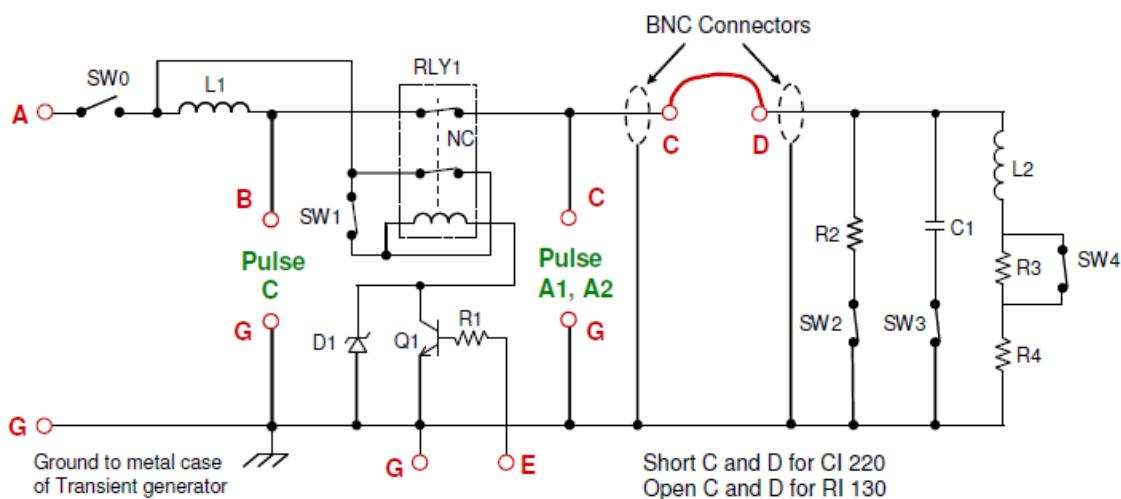 BNC Connectors
SW0
L1
RLY1
A
C
D
NC
B
SW1
C
L2
R2
C1
R3
SW4
Pulse
C
Pulse
A1, A2
G
D1
Q1
R1
G
SW2
SW3
R4
G
Ground to metal case
of Transient generator
G
E
Short C and D for CI 220
Open C and D for RI 130